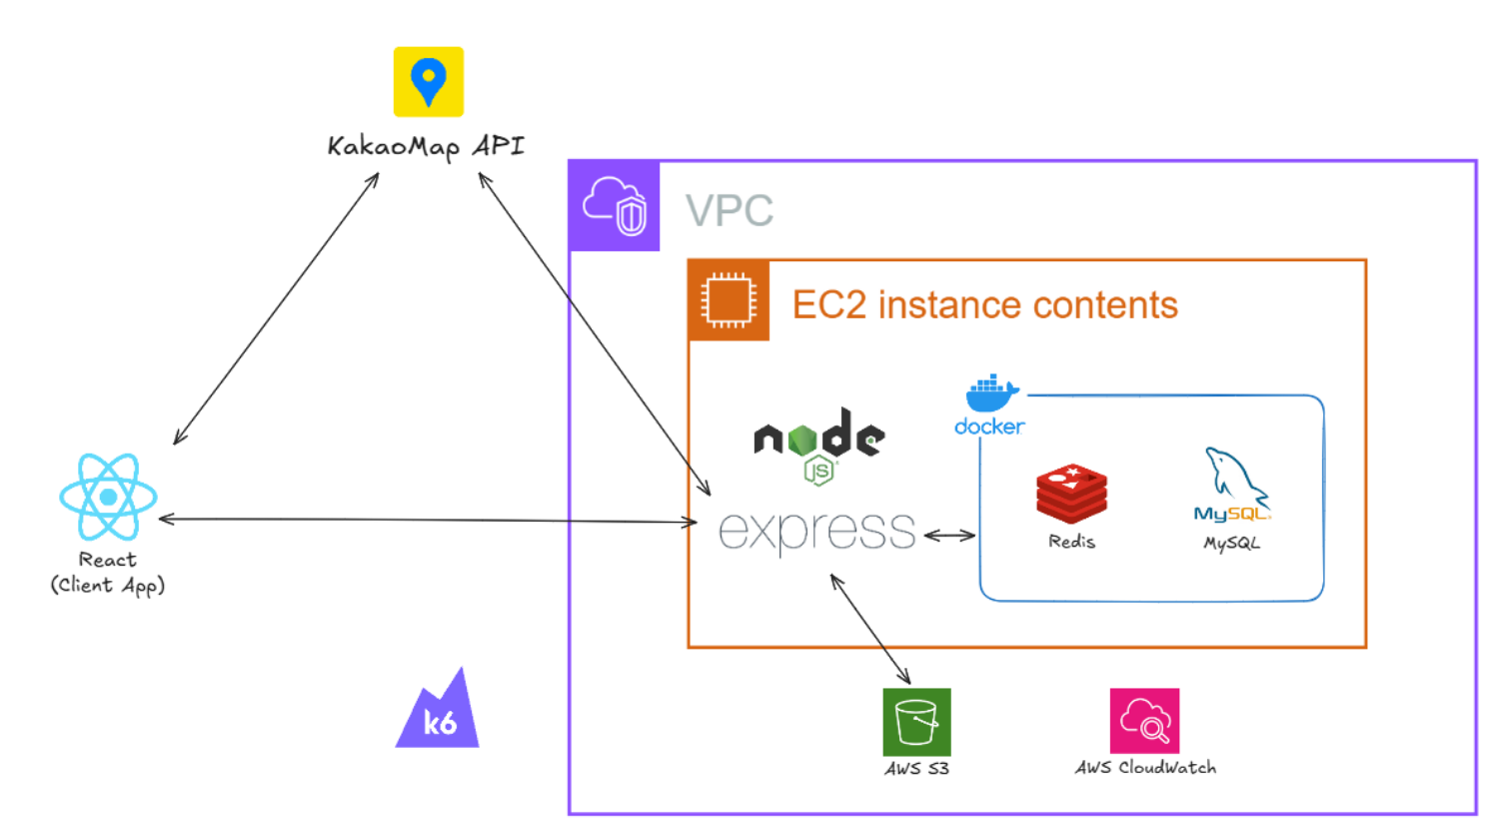 KakaoMap API
VPC
EC2 instance contents
docker
node
JS
express
Redis
MySQL
MySQL
React
(Client App)
k6
AWS S3
AWS CloudWatch